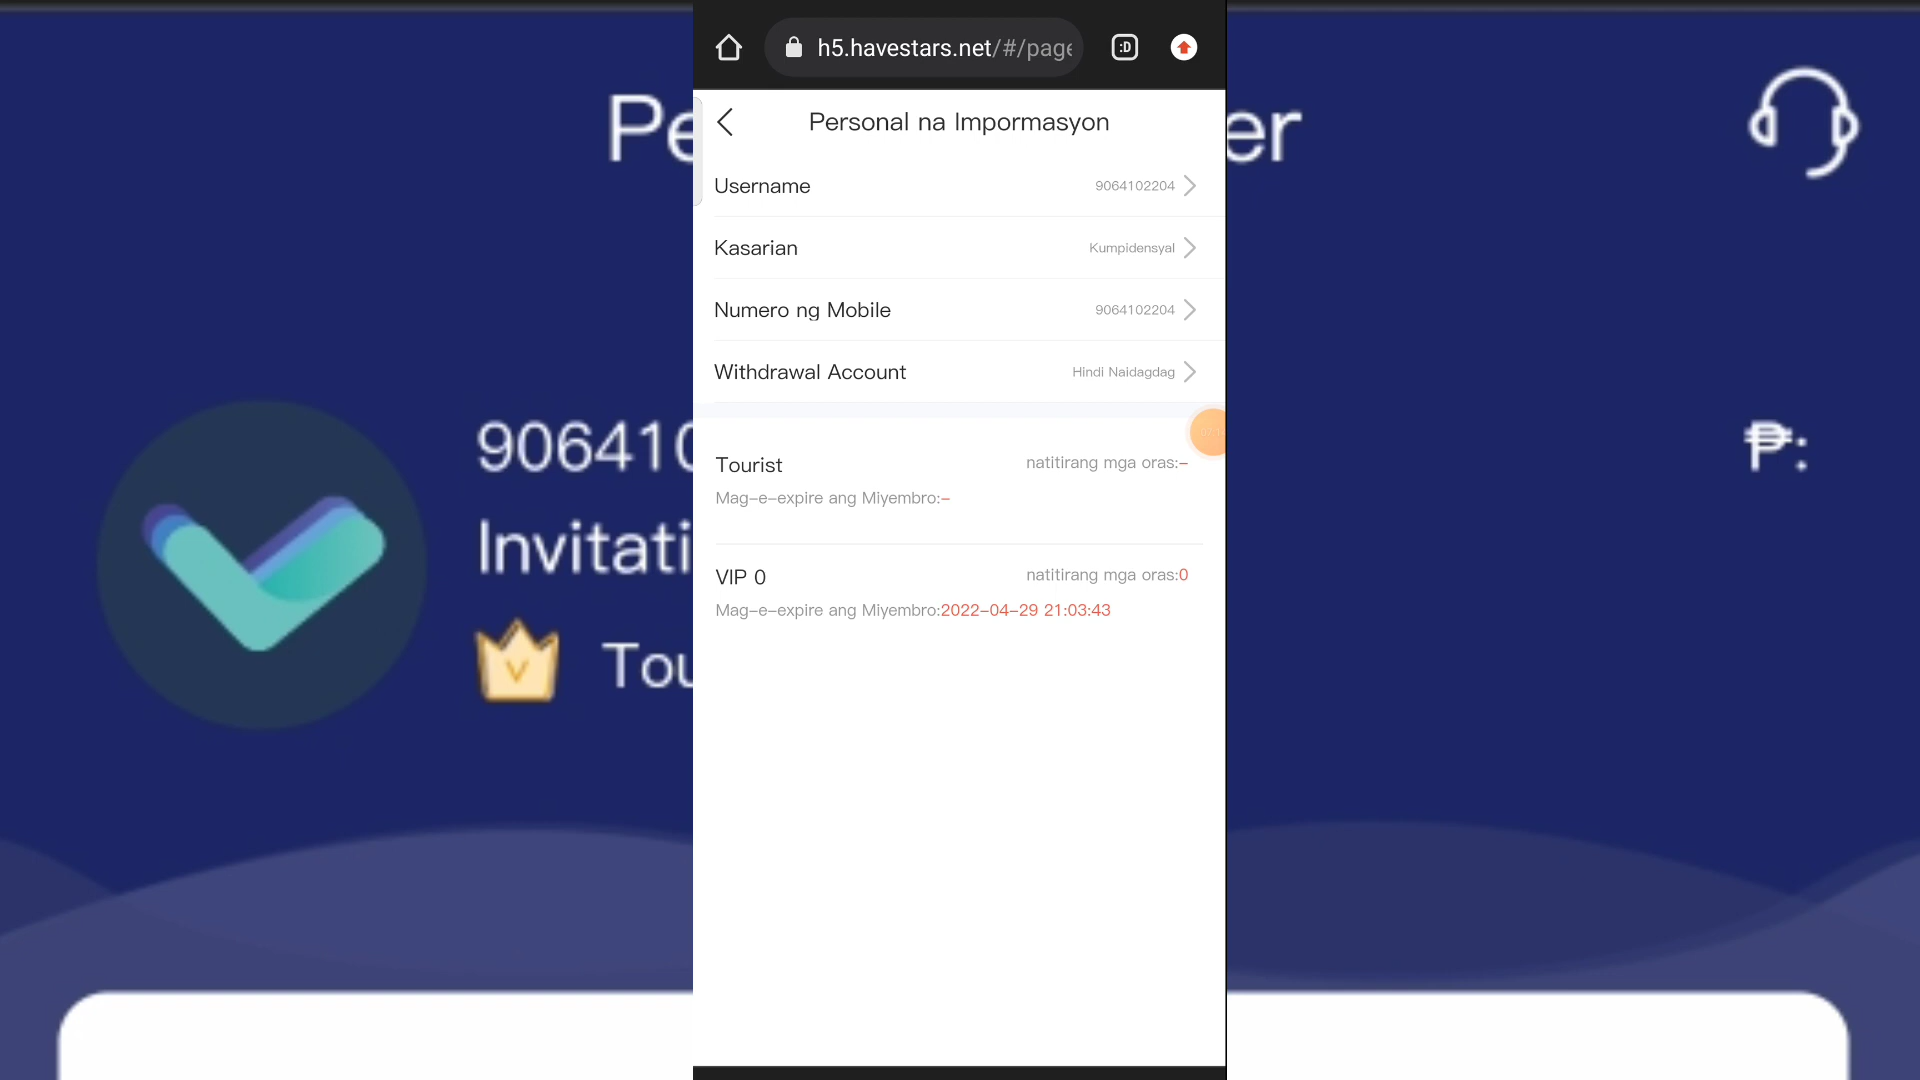 h5.havestars.net/#/page
:D
Personal na Impormasyon
Username 9064102204
Kasarian Kumpidensyal
Numero ng Mobile 9064102204
Withdrawal Account Hindi Naidagdag
Tourist natitirang mga oras:–
Mag–e–expire ang Miyembro:–
VIP 0 natitirang mga oras:0
Mag–e–expire ang Miyembro:2022–04–29 21:03:43
Pe
er
90641
₱:
Invitati
V
Tou